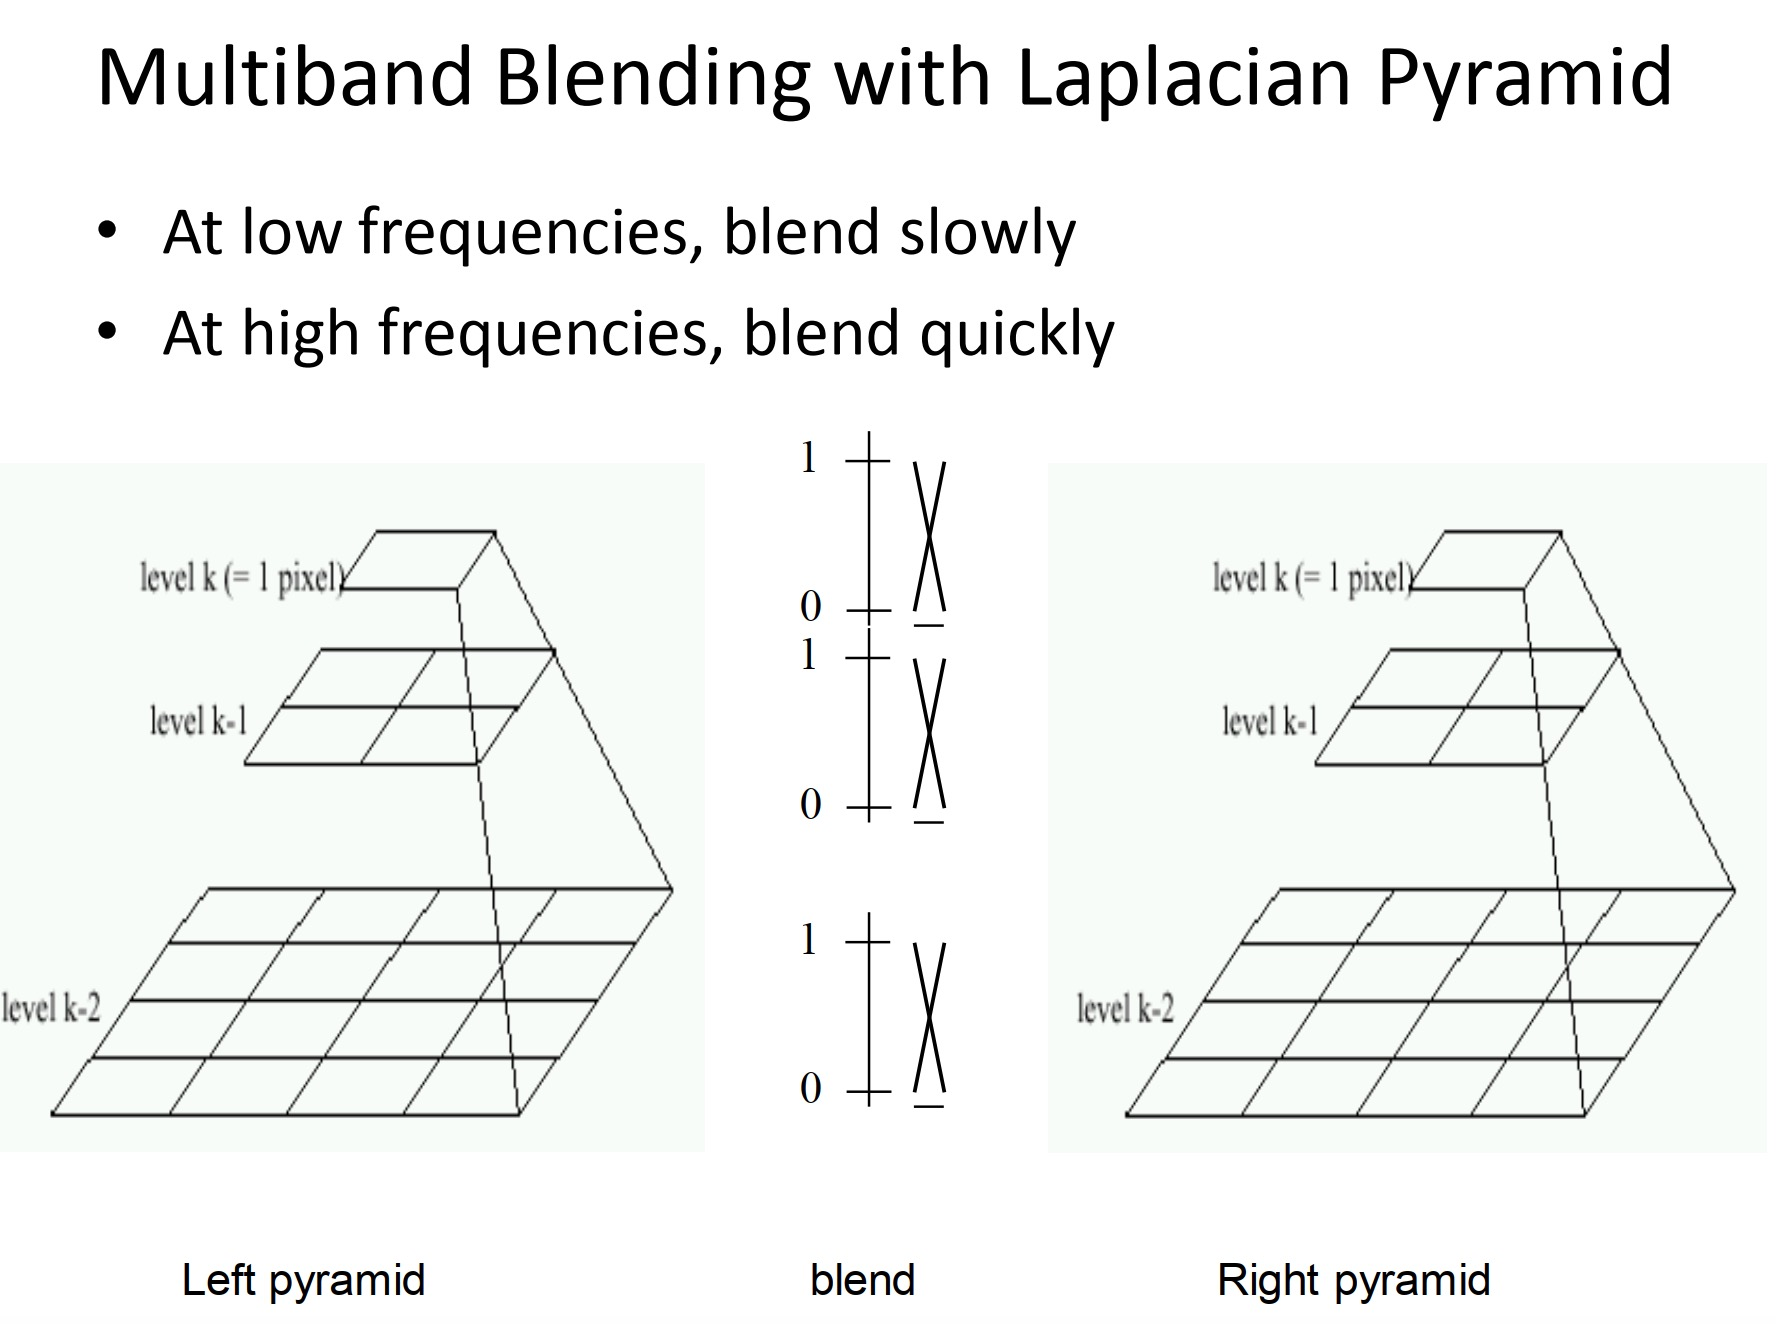 Multiband Blending with Laplacian Pyramid
• At low frequencies, blend slowly
• At high frequencies, blend quickly
level k (= 1 pixel)
level k-1
level k-2
1
0
1
0
1
0
level k (= 1 pixel)
level k-1
level k-2
Left pyramid
blend
Right pyramid